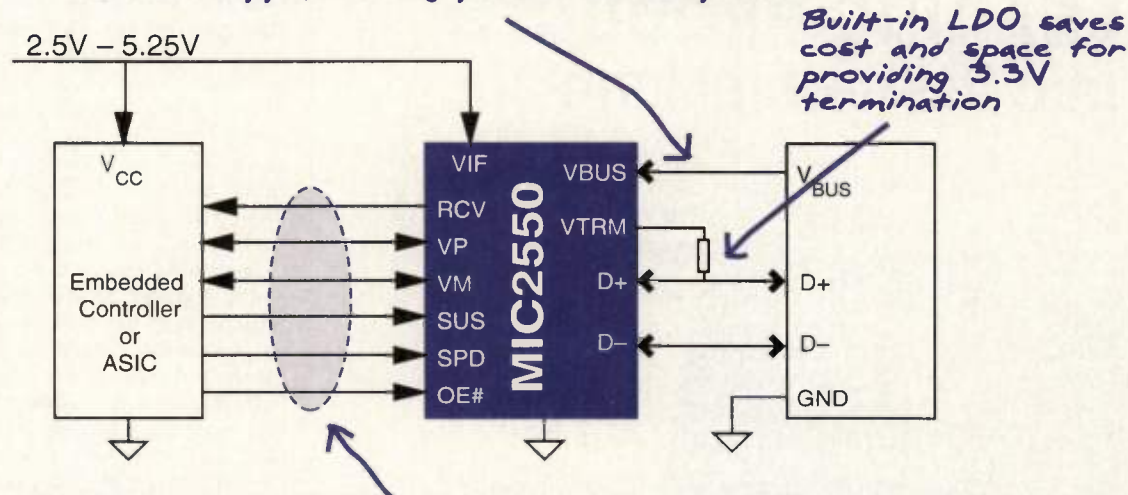 Built-in LDO saves
cost and space for
providing 3.3V
termination
2.5V – 5.25V
VCC
Embedded
Controller
or
ASIC
VIF
RCV
VP
VM
SUS
SPD
OE#
MIC2550
VBUS
VTRM
D+
D–
VBUS
D+
D–
GND